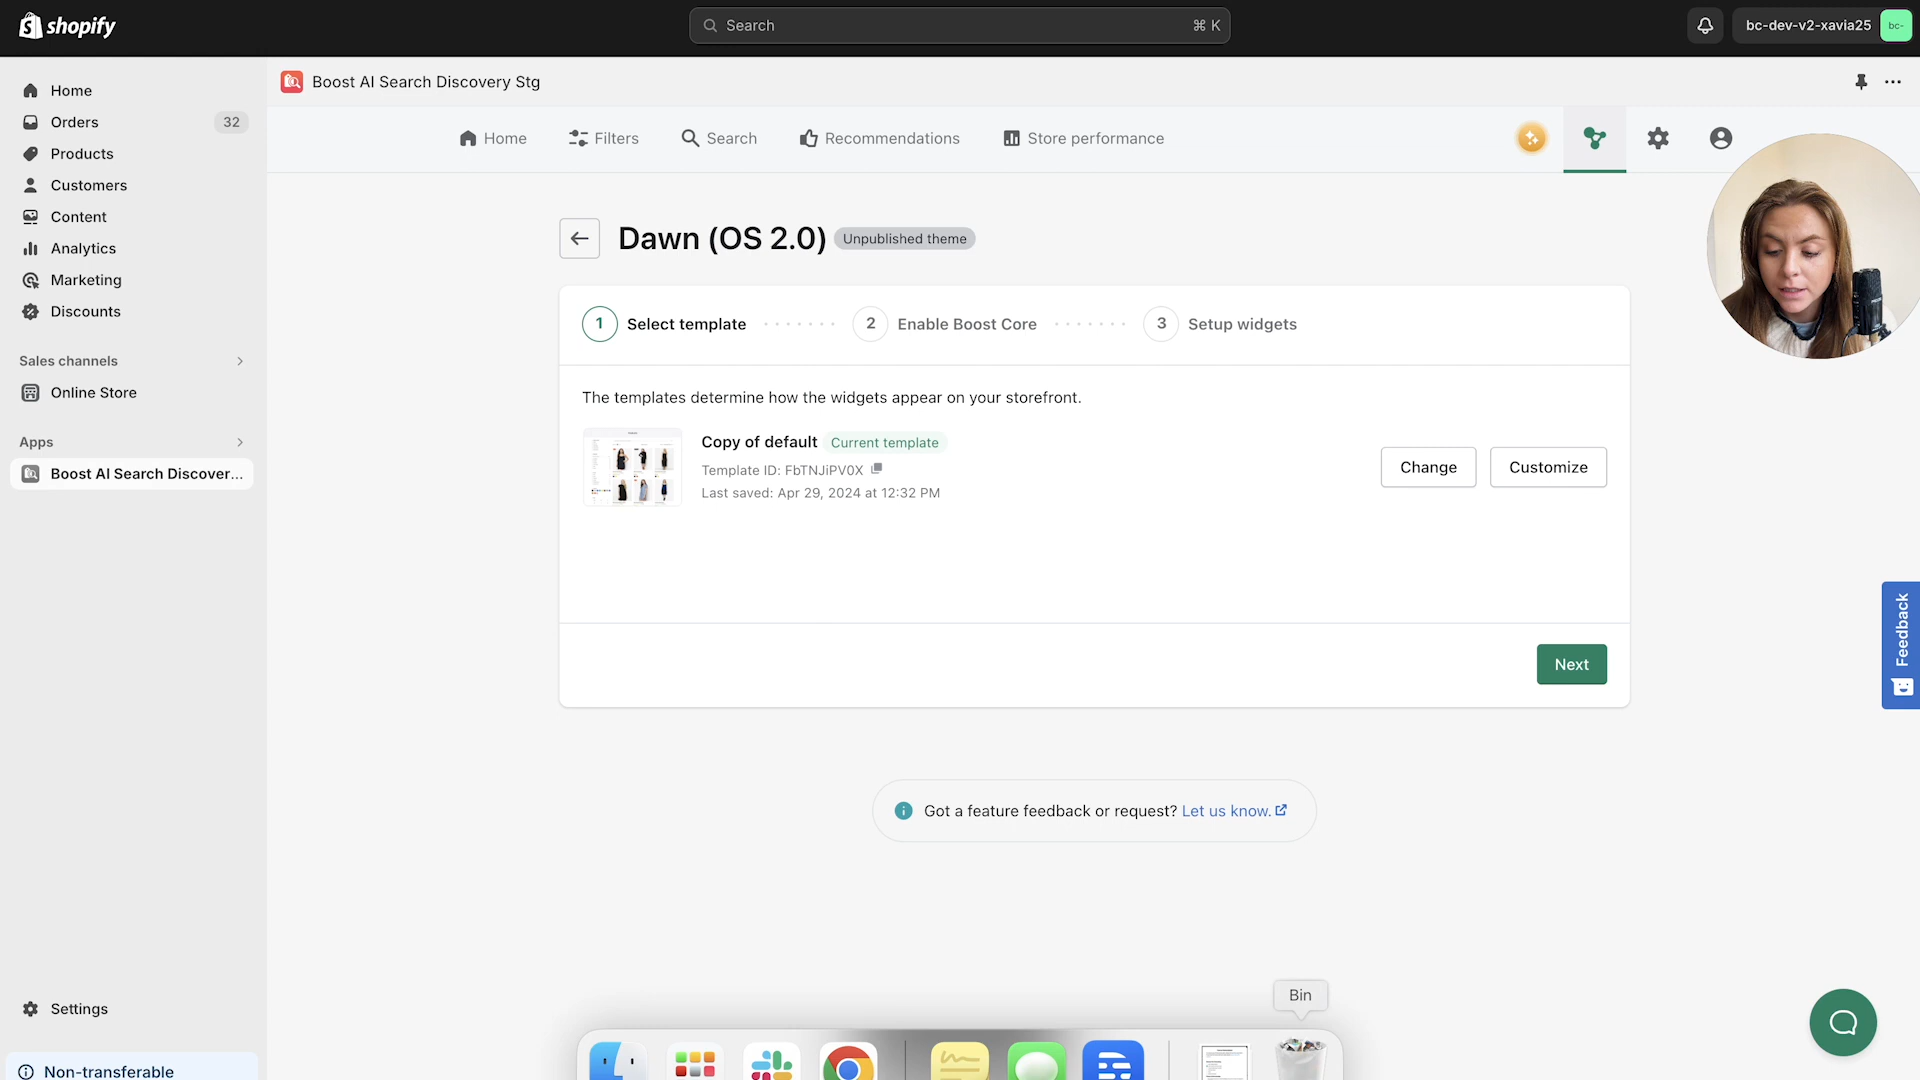 shopify
Search
⌘ K
bc-dev-v2-xavia25
bc-
Home
Orders
32
Products
Customers
Content
Analytics
Marketing
Discounts
Sales channels
Online Store
Apps
Boost AI Search Discover...
Settings
Non-transferable
Boost AI Search Discovery Stg
Home
Filters
Search
Recommendations
Store performance
Dawn (OS 2.0)
Unpublished theme
1
Select template
2
Enable Boost Core
3
Setup widgets
The templates determine how the widgets appear on your storefront.
Copy of default
Current template
Template ID: FbTNJiPV0X
Last saved: Apr 29, 2024 at 12:32 PM
Change
Customize
Next
Got a feature feedback or request? Let us know.
Feedback
Bin